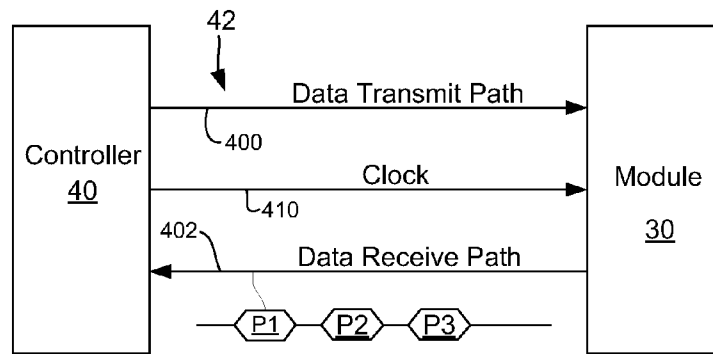 42
Data Transmit Path
400
Controller
40
Clock
Module
30
410
402
Data Receive Path
P1
P2
P3